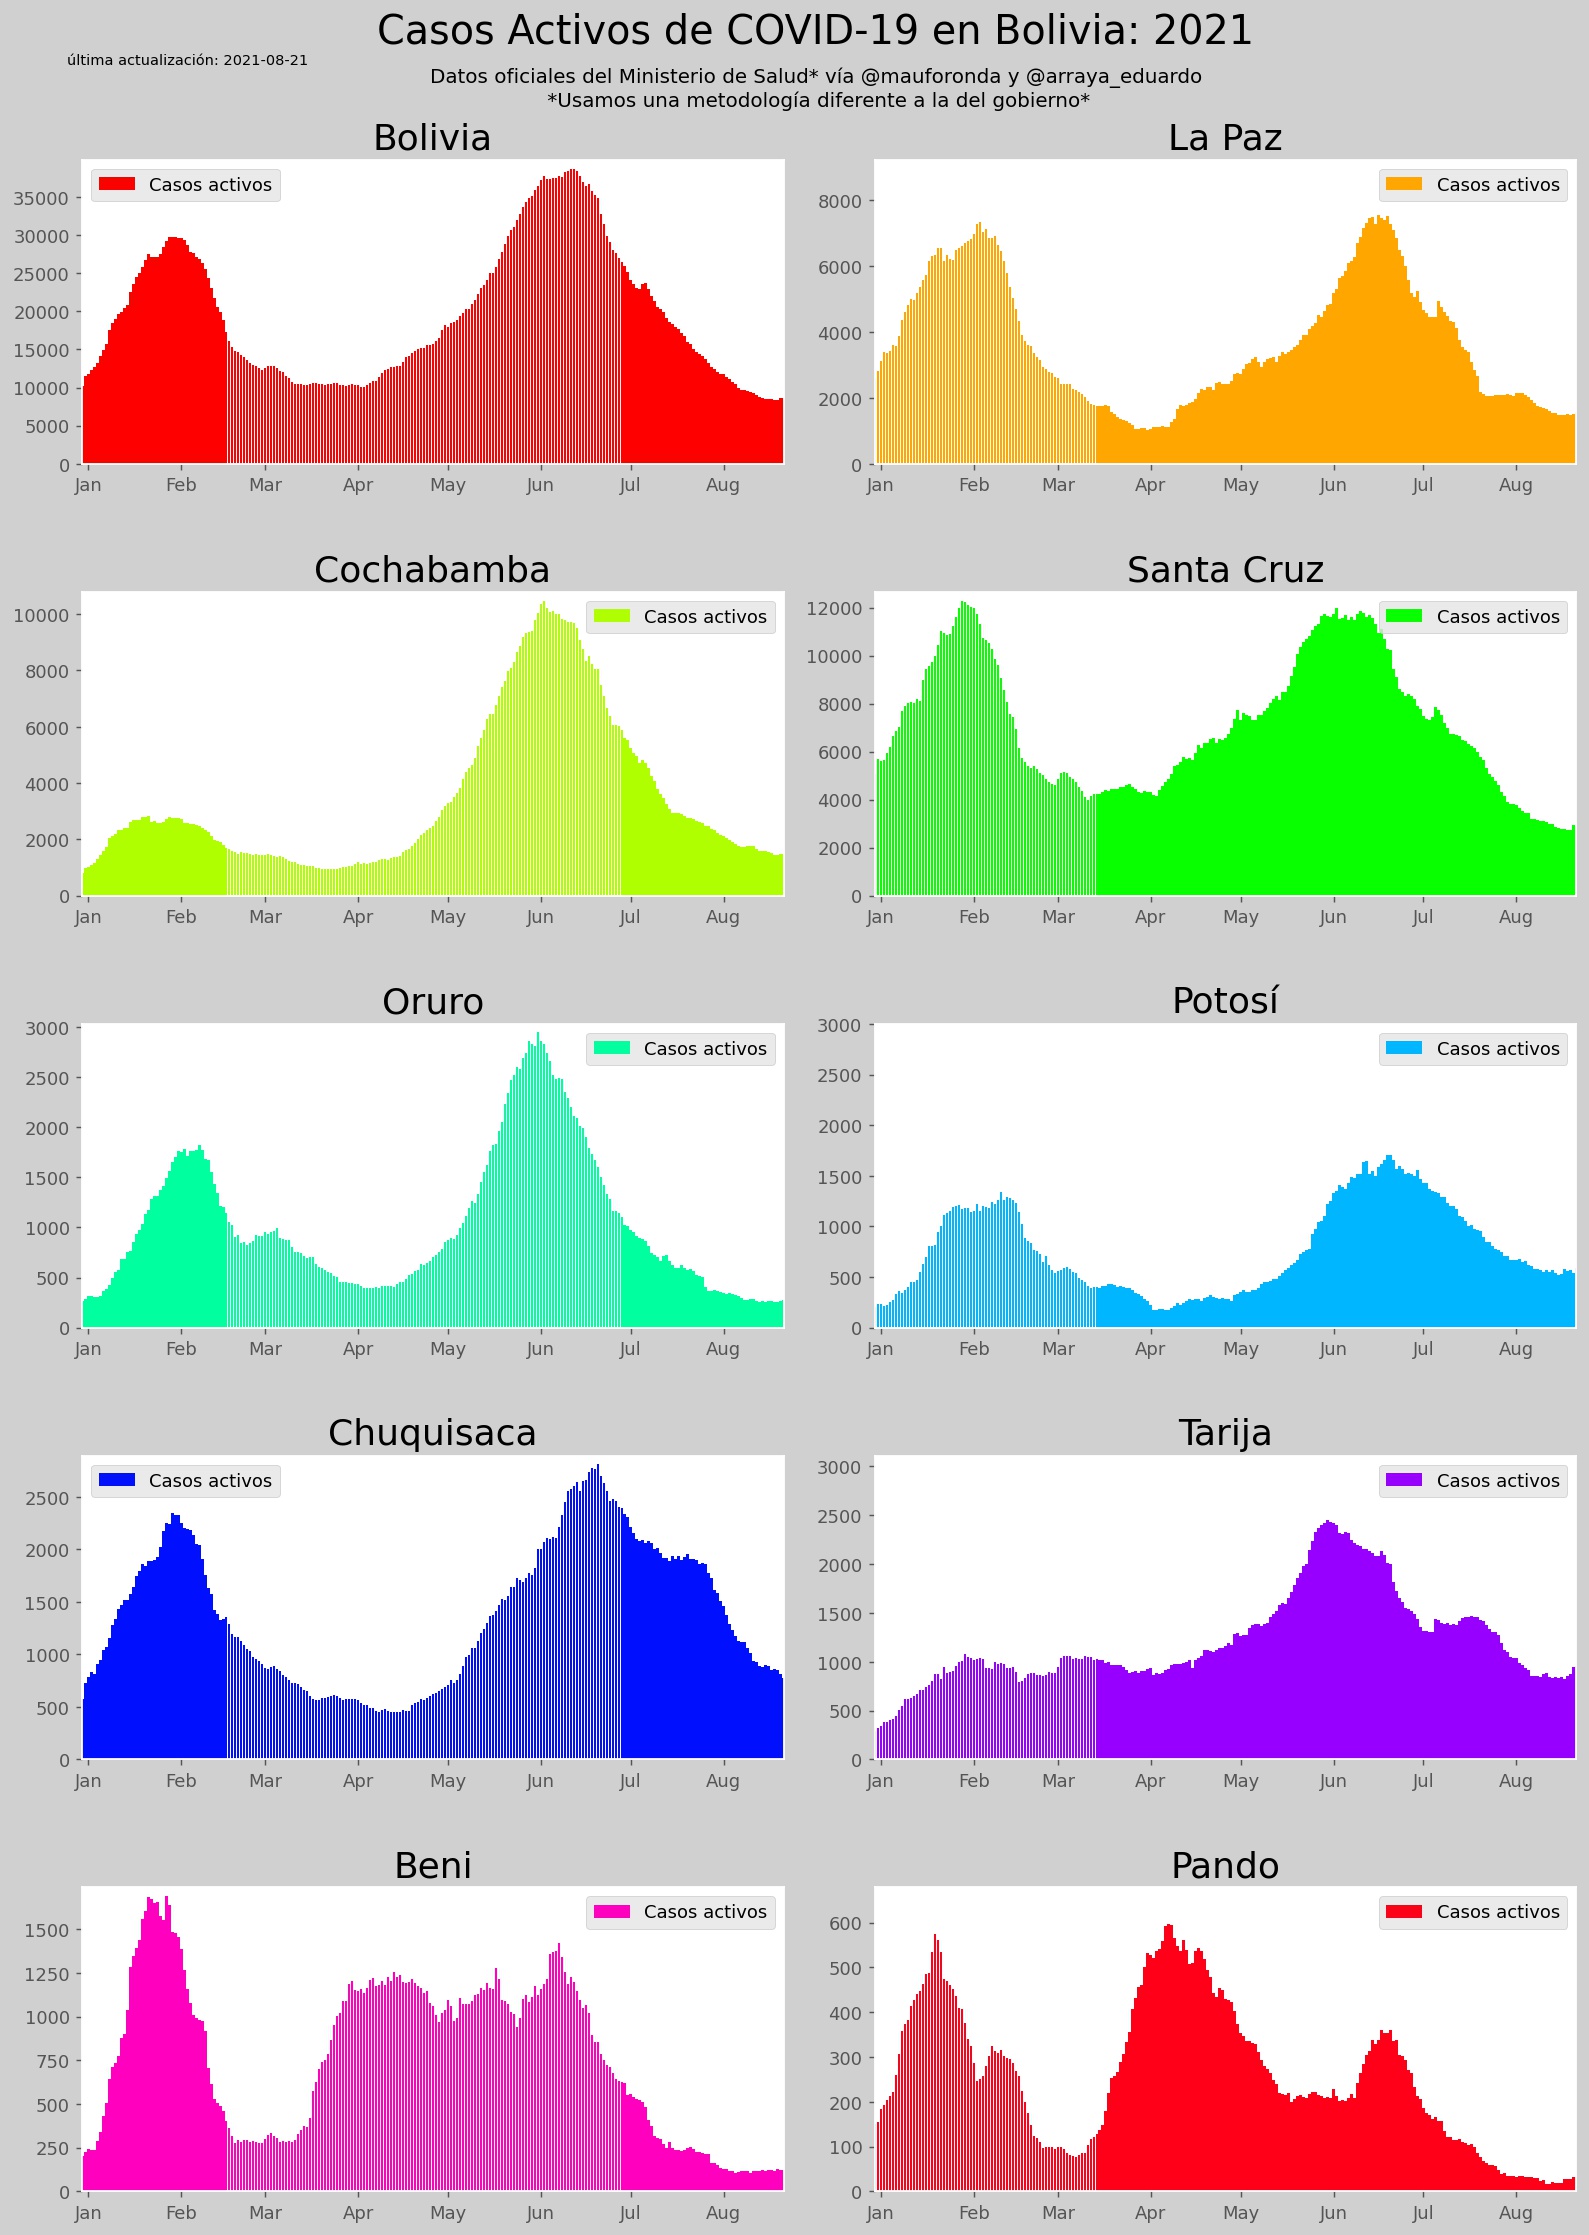 Casos Activos de COVID-19 en Bolivia: 2021
última actualización: 2021-08-21
Datos oficiales del Ministerio de Salud* vía @mauforonda y @arraya_eduardo
*Usamos una metodología diferente a la del gobierno*
Bolivia
Casos activos
35000
30000
25000
20000
15000
10000
5000
0
Jan Feb Mar Apr May Jun Jul Aug
La Paz
Casos activos
8000
6000
4000
2000
0
Jan Feb Mar Apr May Jun Jul Aug
Cochabamba
Casos activos
10000
8000
6000
4000
2000
0
Jan Feb Mar Apr May Jun Jul Aug
Santa Cruz
Casos activos
12000
10000
8000
6000
4000
2000
0
Jan Feb Mar Apr May Jun Jul Aug
Oruro
Casos activos
3000
2500
2000
1500
1000
500
0
Jan Feb Mar Apr May Jun Jul Aug
Potosí
Casos activos
3000
2500
2000
1500
1000
500
0
Jan Feb Mar Apr May Jun Jul Aug
Chuquisaca
Casos activos
2500
2000
1500
1000
500
0
Jan Feb Mar Apr May Jun Jul Aug
Tarija
Casos activos
3000
2500
2000
1500
1000
500
0
Jan Feb Mar Apr May Jun Jul Aug
Beni
Casos activos
1500
1250
1000
750
500
250
0
Jan Feb Mar Apr May Jun Jul Aug
Pando
Casos activos
600
500
400
300
200
100
0
Jan Feb Mar Apr May Jun Jul Aug